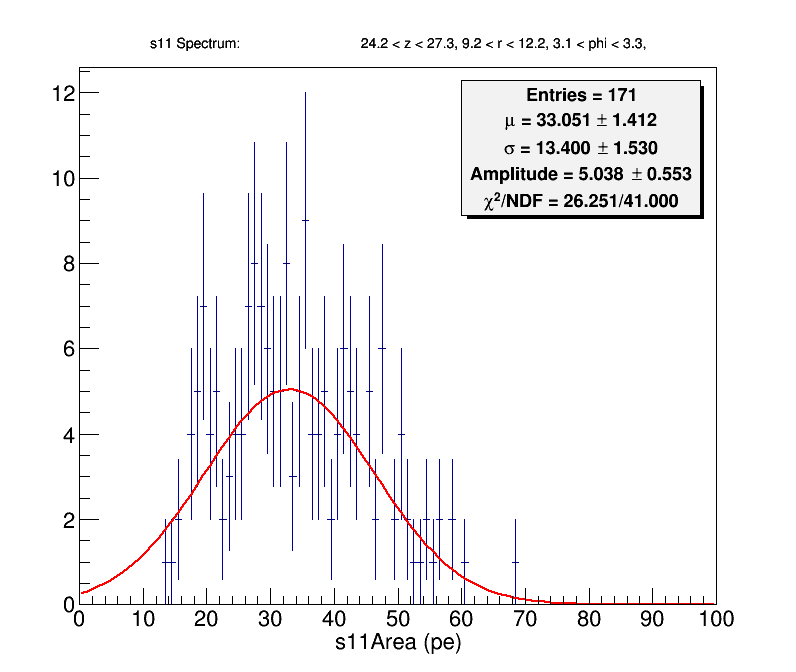 s11 Spectrum: 24.2 < z < 27.3, 9.2 < r < 12.2, 3.1 < phi < 3.3,
Entries = 171
μ = 33.051 ± 1.412
σ = 13.400 ± 1.530
Amplitude = 5.038 ± 0.553
χ²/NDF = 26.251/41.000
12
10
8
6
4
2
0
0 10 20 30 40 50 60 70 80 90 100
s11Area (pe)